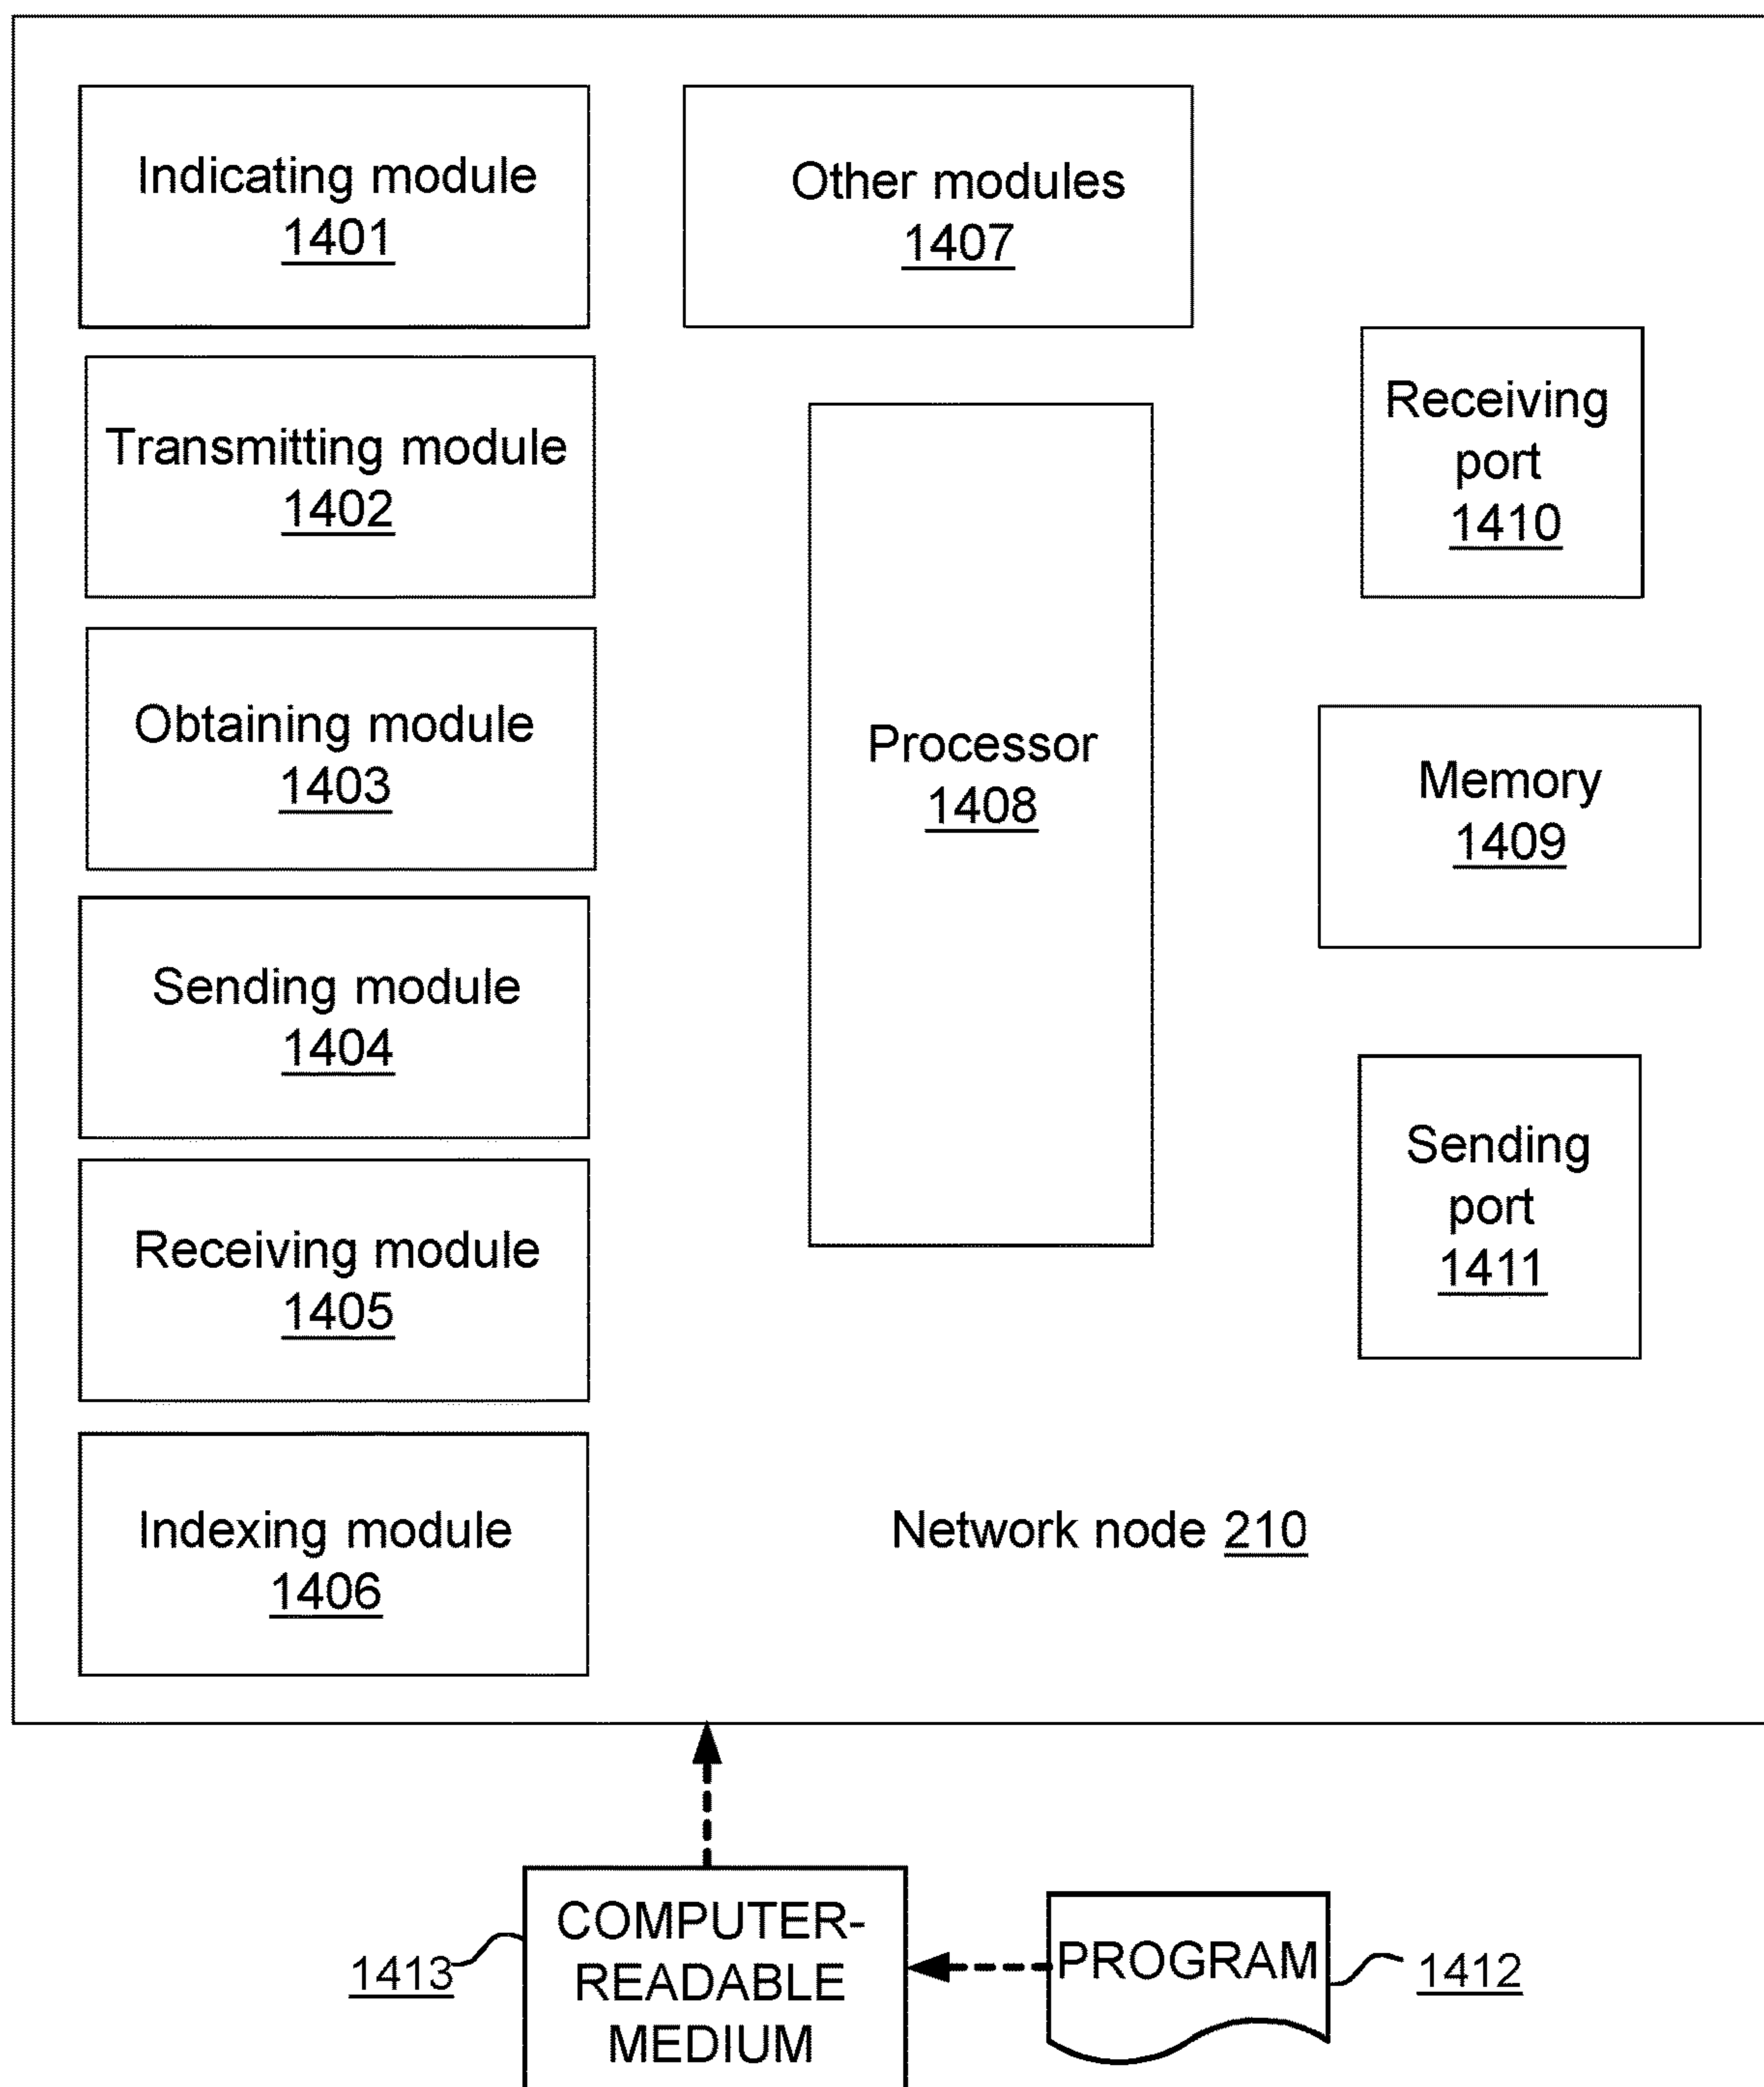 Indicating module
1401
Transmitting module
1402
Obtaining module
1403
Sending module
1404
Receiving module
1405
Indexing module
1406
Other modules
1407
Processor
1408
Receiving
port
1410
Memory
1409
Sending
port
1411
Network node 210
COMPUTER-
READABLE
MEDIUM
1413
PROGRAM
1412